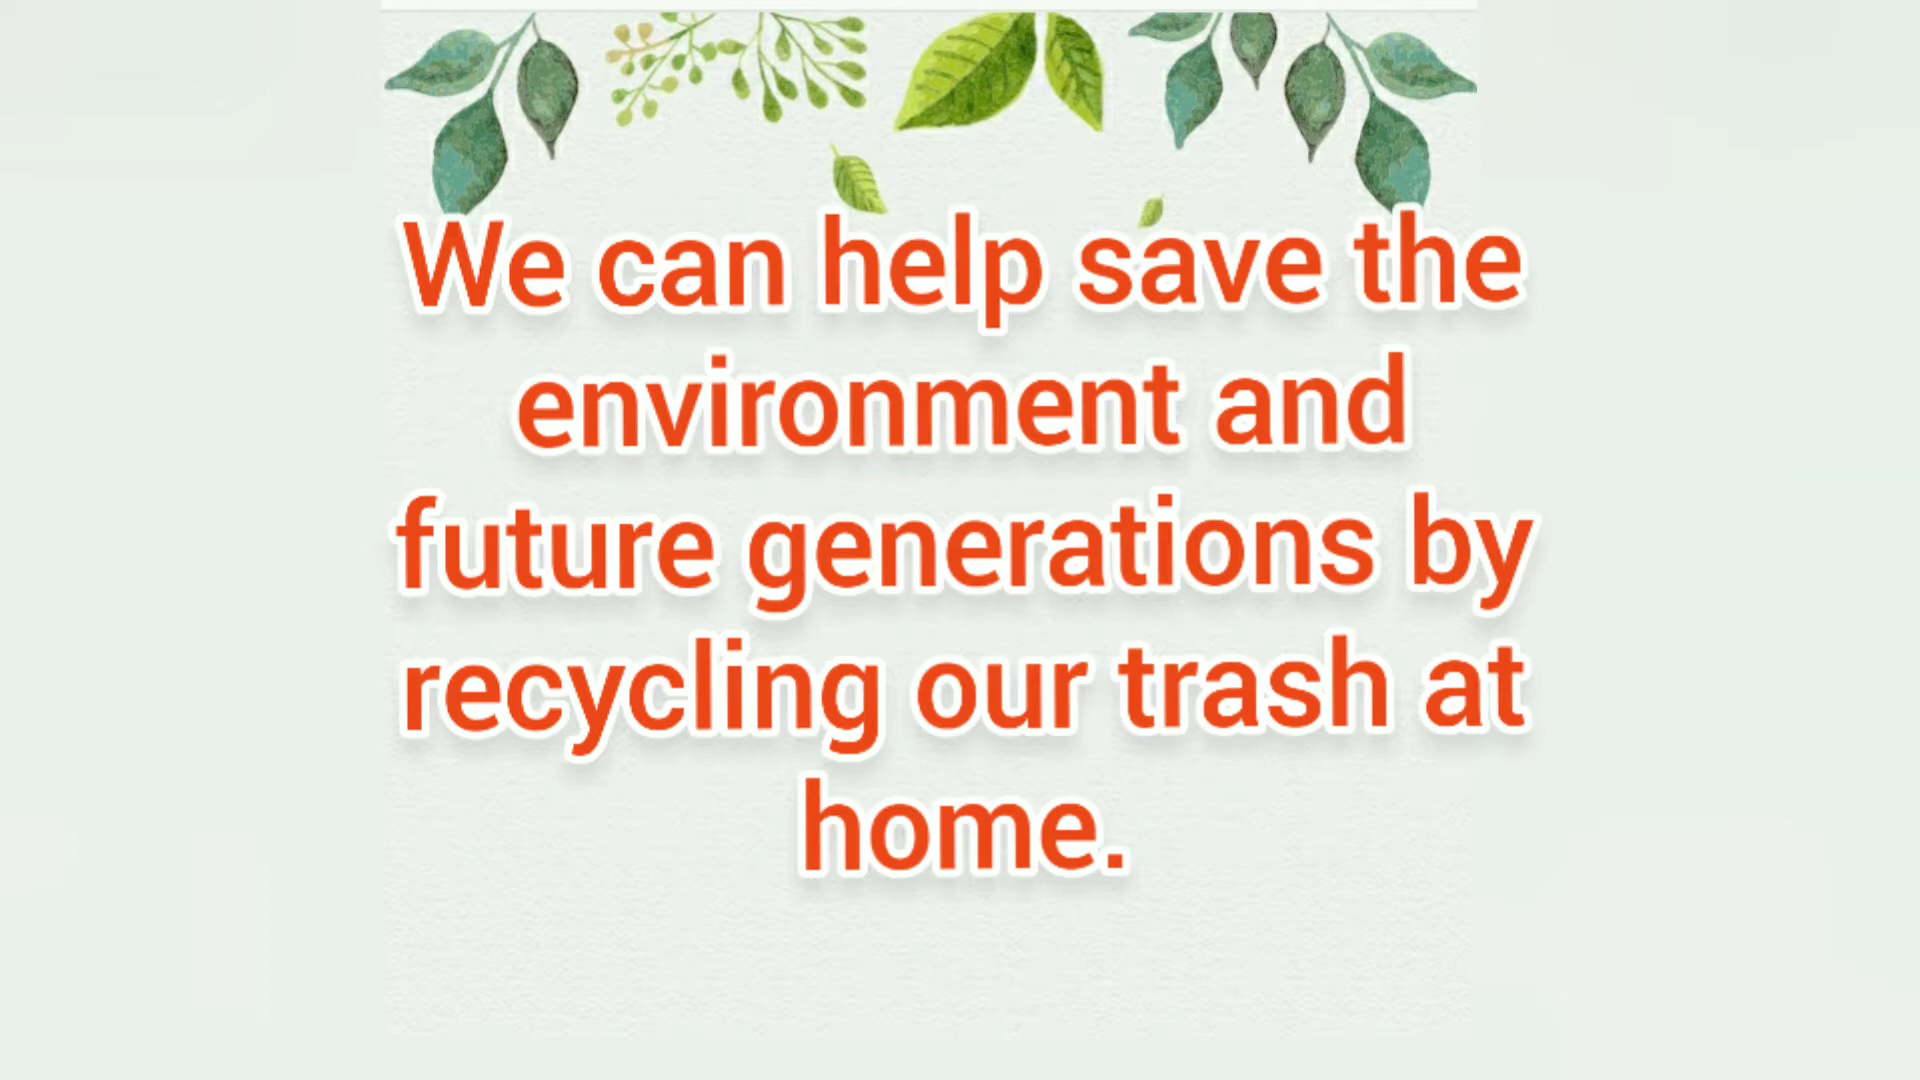 We can help save the
environment and
future generations by
recycling our trash at
home.